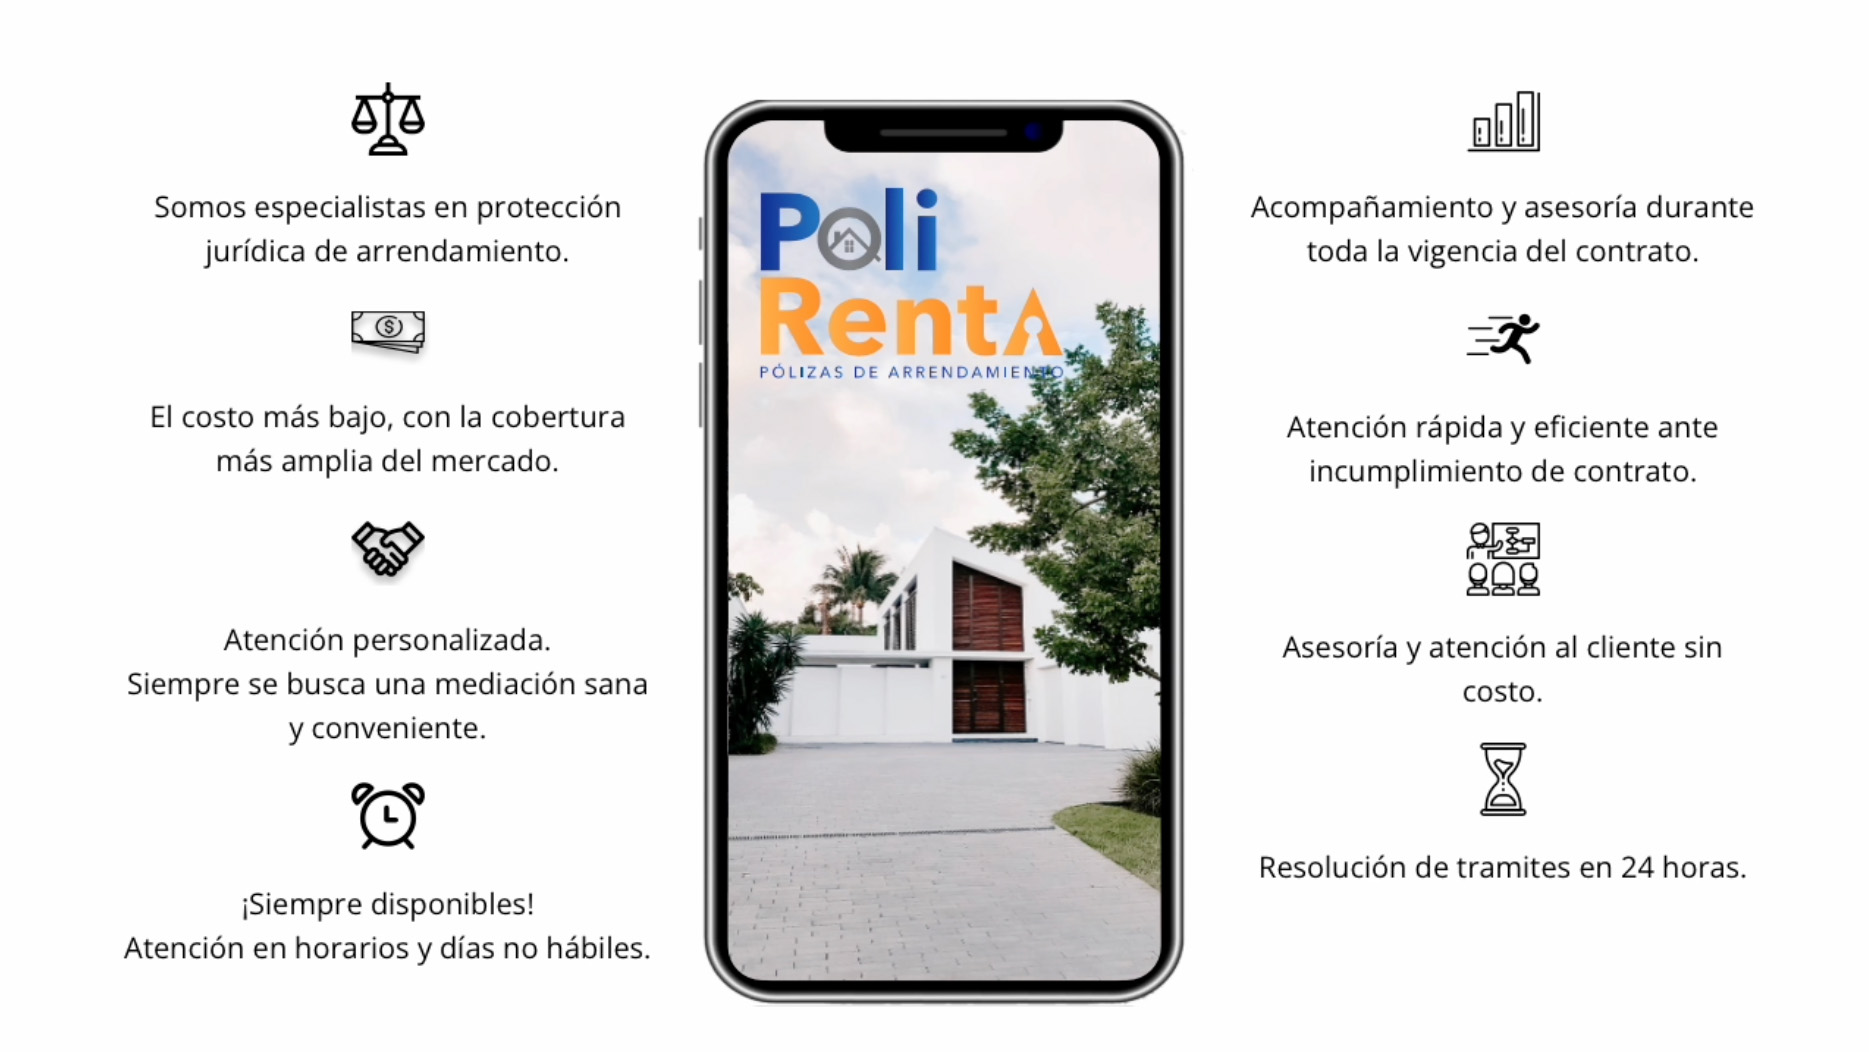 Somos especialistas en protección
jurídica de arrendamiento.
El costo más bajo, con la cobertura
más amplia del mercado.
Atención personalizada.
Siempre se busca una mediación sana
y conveniente.
¡Siempre disponibles!
Atención en horarios y días no hábiles.
Poli
RentA
PÓLIZAS DE ARRENDAMIENTO
Acompañamiento y asesoría durante
toda la vigencia del contrato.
Atención rápida y eficiente ante
incumplimiento de contrato.
Asesoría y atención al cliente sin
costo.
Resolución de tramites en 24 horas.